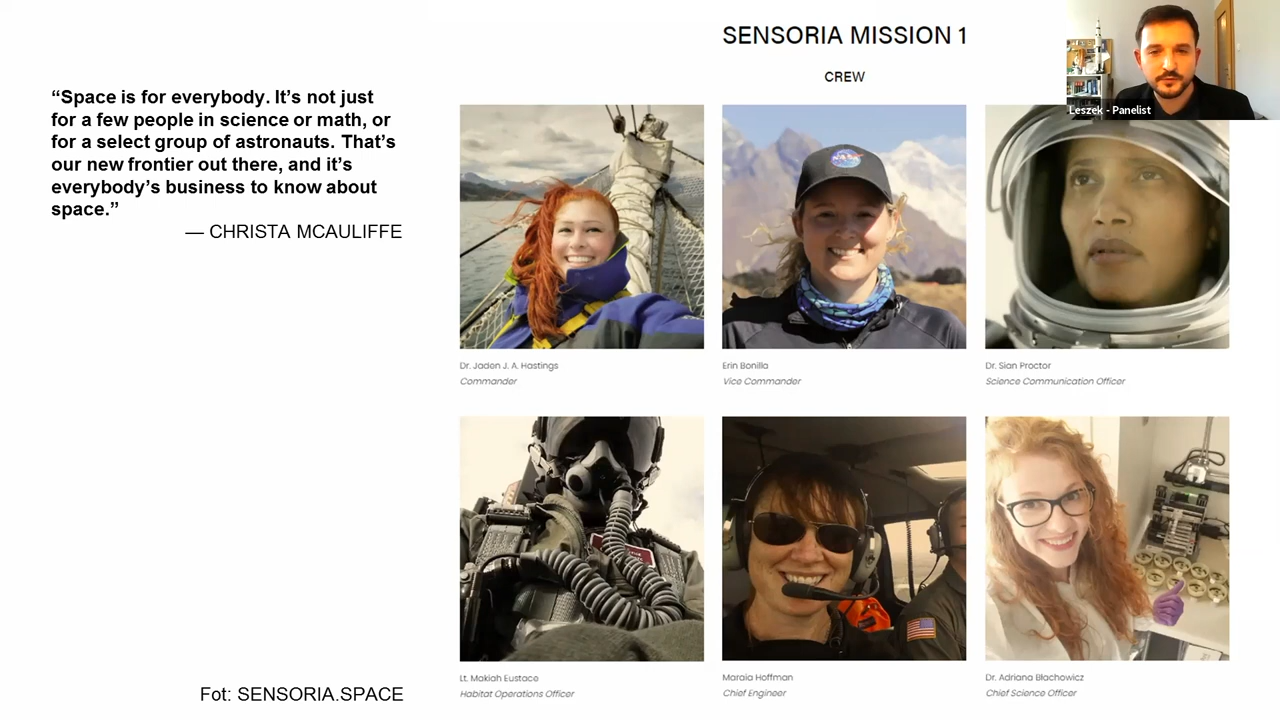 SENSORIA MISSION 1
CREW
“Space is for everybody. It’s not just
for a few people in science or math, or
for a select group of astronauts. That’s
our new frontier out there, and it’s
everybody’s business to know about
space.”
— CHRISTA MCAULIFFE
Leszek - Panelist
Dr. Jaden J. A. Hastings
Commander
Erin Bonilla
Vice Commander
Dr. Sian Proctor
Science Communication Officer
Lt. Makiah Eustace
Habitat Operations Officer
Maraia Hoffman
Chief Engineer
Dr. Adriana Błachowicz
Chief Science Officer
Fot: SENSORIA.SPACE